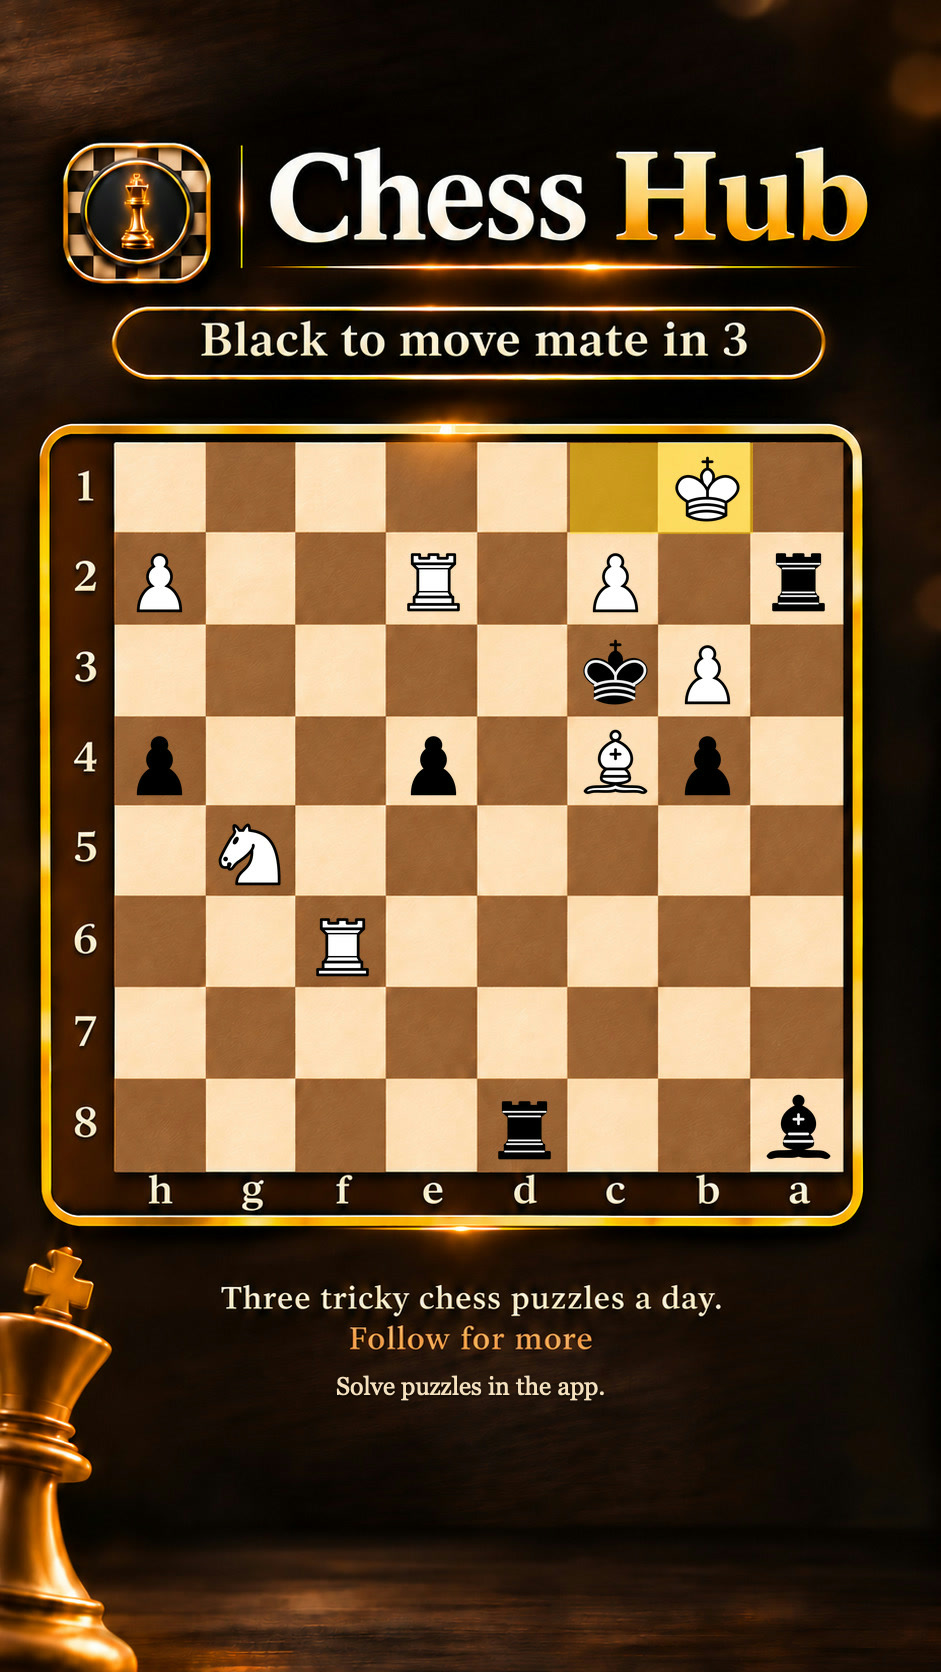 Chess Hub
Black to move mate in 3
1
2
3
4
5
6
7
8
h g f e d c b a
Three tricky chess puzzles a day.
Follow for more
Solve puzzles in the app.